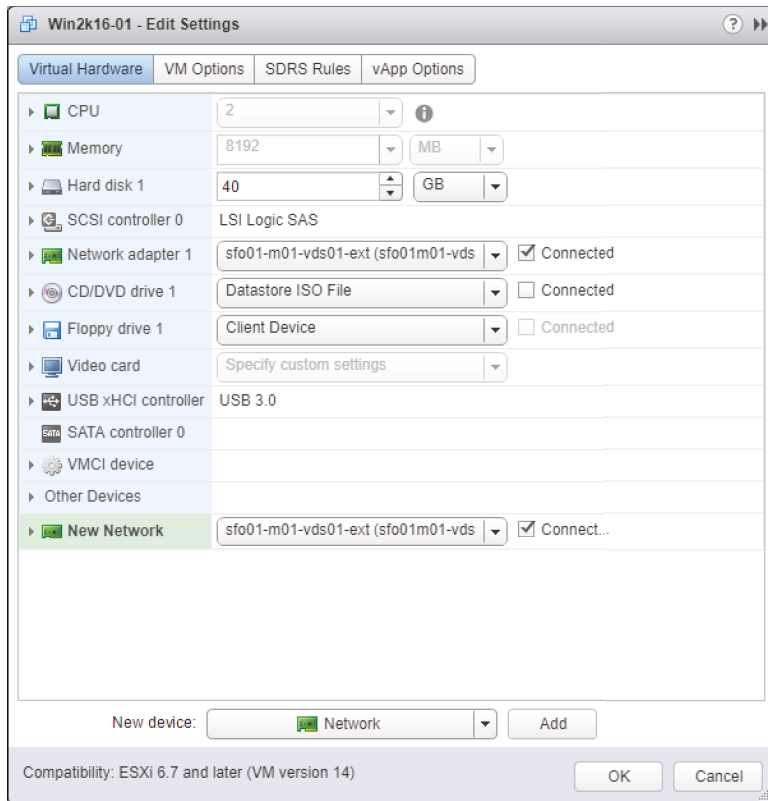 Win2k16-01 - Edit Settings ?
Virtual Hardware VM Options SDRS Rules vApp Options
CPU 2 i
Memory 8192 MB
Hard disk 1 40 GB
SCSI controller 0 LSI Logic SAS
Network adapter 1 sfo01-m01-vds01-ext (sfo01m01-vds Connected
CD/DVD drive 1 Datastore ISO File Connected
Floppy drive 1 Client Device Connected
Video card Specify custom settings
USB xHCI controller USB 3.0
SATA SATA controller 0
VMCI device
Other Devices
New Network sfo01-m01-vds01-ext (sfo01m01-vds Connect...
New device: Network Add
Compatibility: ESXi 6.7 and later (VM version 14) OK Cancel